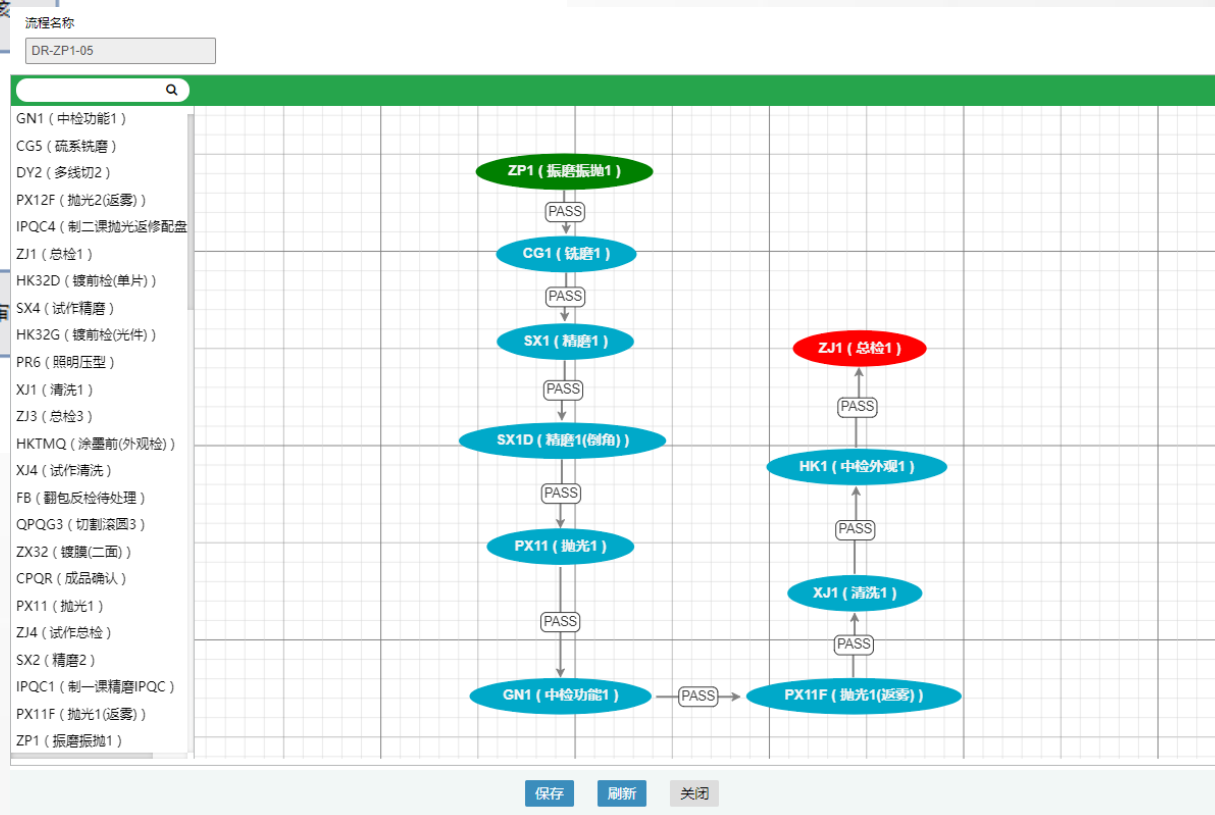 核
流程名称
DR-ZP1-05
GN1 ( 中检功能1 )
CG5 ( 硫系铣磨 )
DY2 ( 多线切2 )
PX12F ( 抛光2(返雾) )
IPQC4 ( 制二课抛光返修配盘
ZJ1 ( 总检1 )
HK32D ( 镀前检(单片) )
SX4 ( 试作精磨 )
HK32G ( 镀前检(光件) )
PR6 ( 照明压型 )
XJ1 ( 清洗1 )
ZJ3 ( 总检3 )
HKTMQ ( 涂墨前(外观检) )
XJ4 ( 试作清洗 )
FB ( 翻包反检待处理 )
QPQG3 ( 切割滚圆3 )
ZX32 ( 镀膜(二面) )
CPQR ( 成品确认 )
PX11 ( 抛光1 )
ZJ4 ( 试作总检 )
SX2 ( 精磨2 )
IPQC1 ( 制一课精磨IPQC )
PX11F ( 抛光1(返雾) )
ZP1 ( 振磨振抛1 )
ZP1 ( 振磨振抛1 )
PASS
CG1 ( 铣磨1 )
PASS
SX1 ( 精磨1 )
PASS
SX1D ( 精磨1(倒角) )
PASS
PX11 ( 抛光1 )
PASS
GN1 ( 中检功能1 )
PASS
PX11F ( 抛光1(返雾) )
PASS
XJ1 ( 清洗1 )
PASS
HK1 ( 中检外观1 )
PASS
ZJ1 ( 总检1 )
保存
刷新
关闭